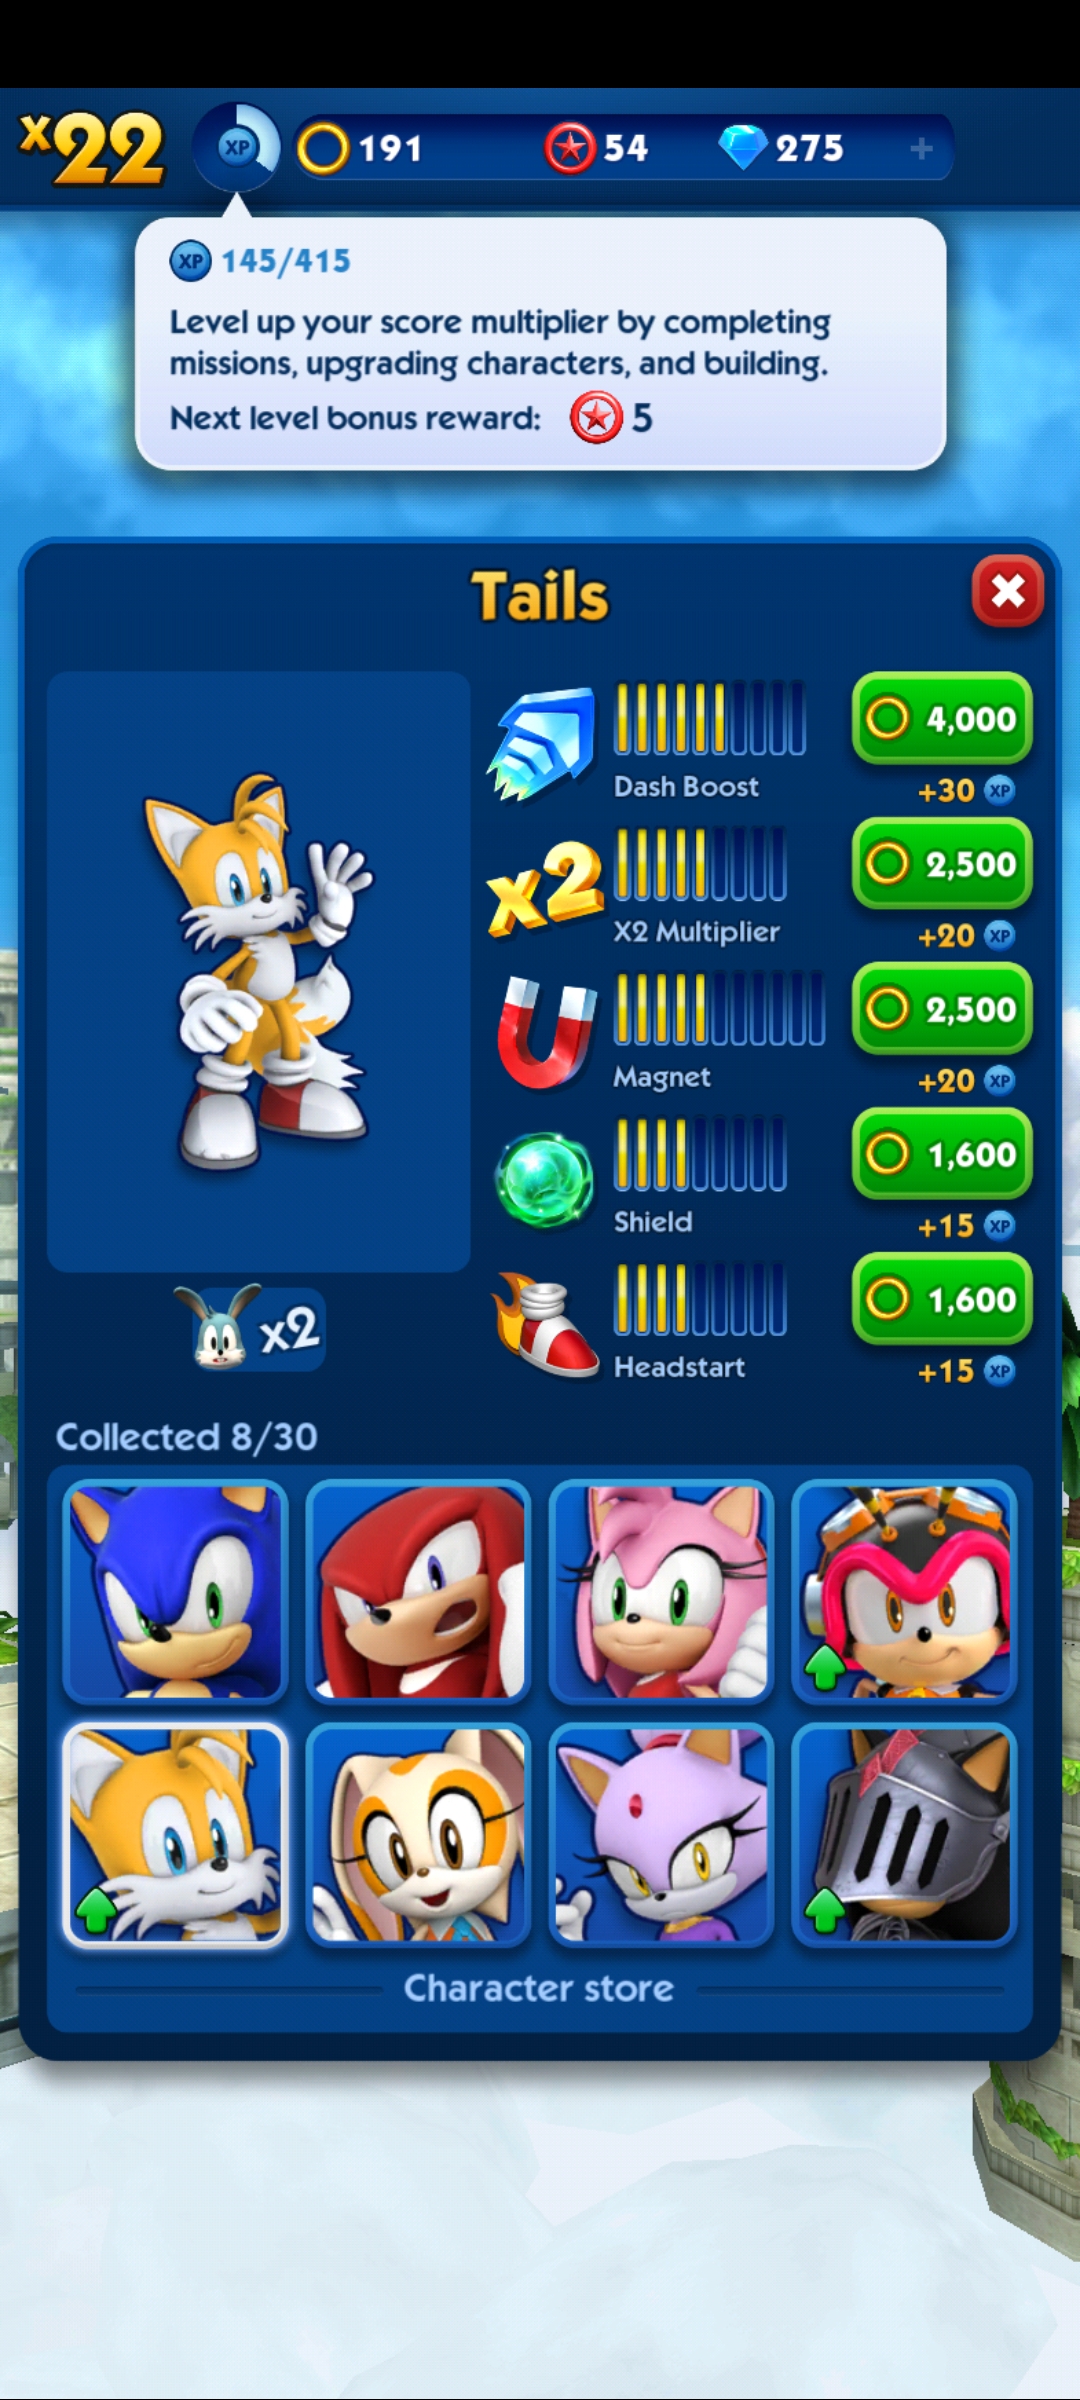 x22 XP 191 54 275 +
XP 145/415
Level up your score multiplier by completing
missions, upgrading characters, and building.
Next level bonus reward: 5
Tails
4,000
Dash Boost +30 XP
x2 2,500
X2 Multiplier +20 XP
2,500
Magnet +20 XP
1,600
Shield +15 XP
1,600
Headstart +15 XP
x2
Collected 8/30
Character store